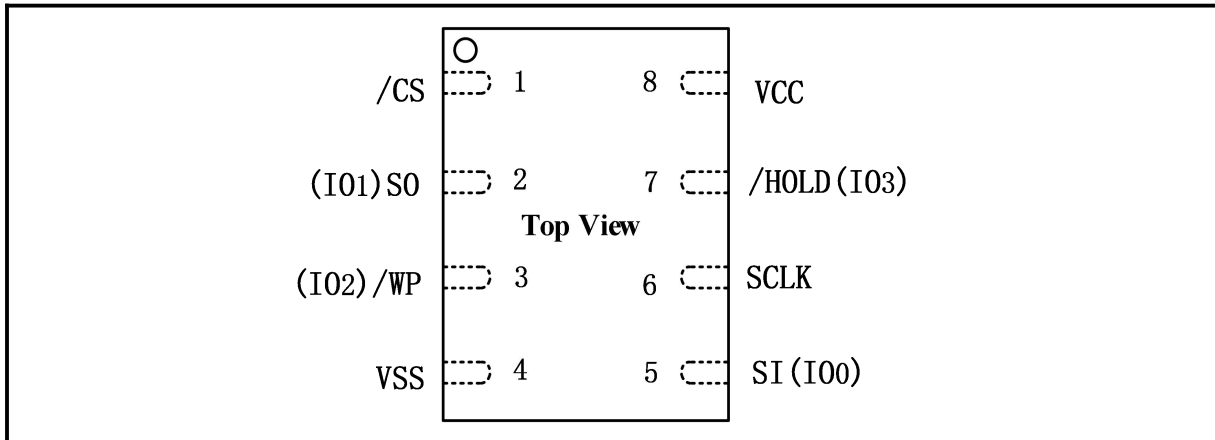 /CS 1 8 VCC
(IO1)SO 2 7 /HOLD(IO3)
Top View
(IO2)/WP 3 6 SCLK
VSS 4 5 SI(IO0)